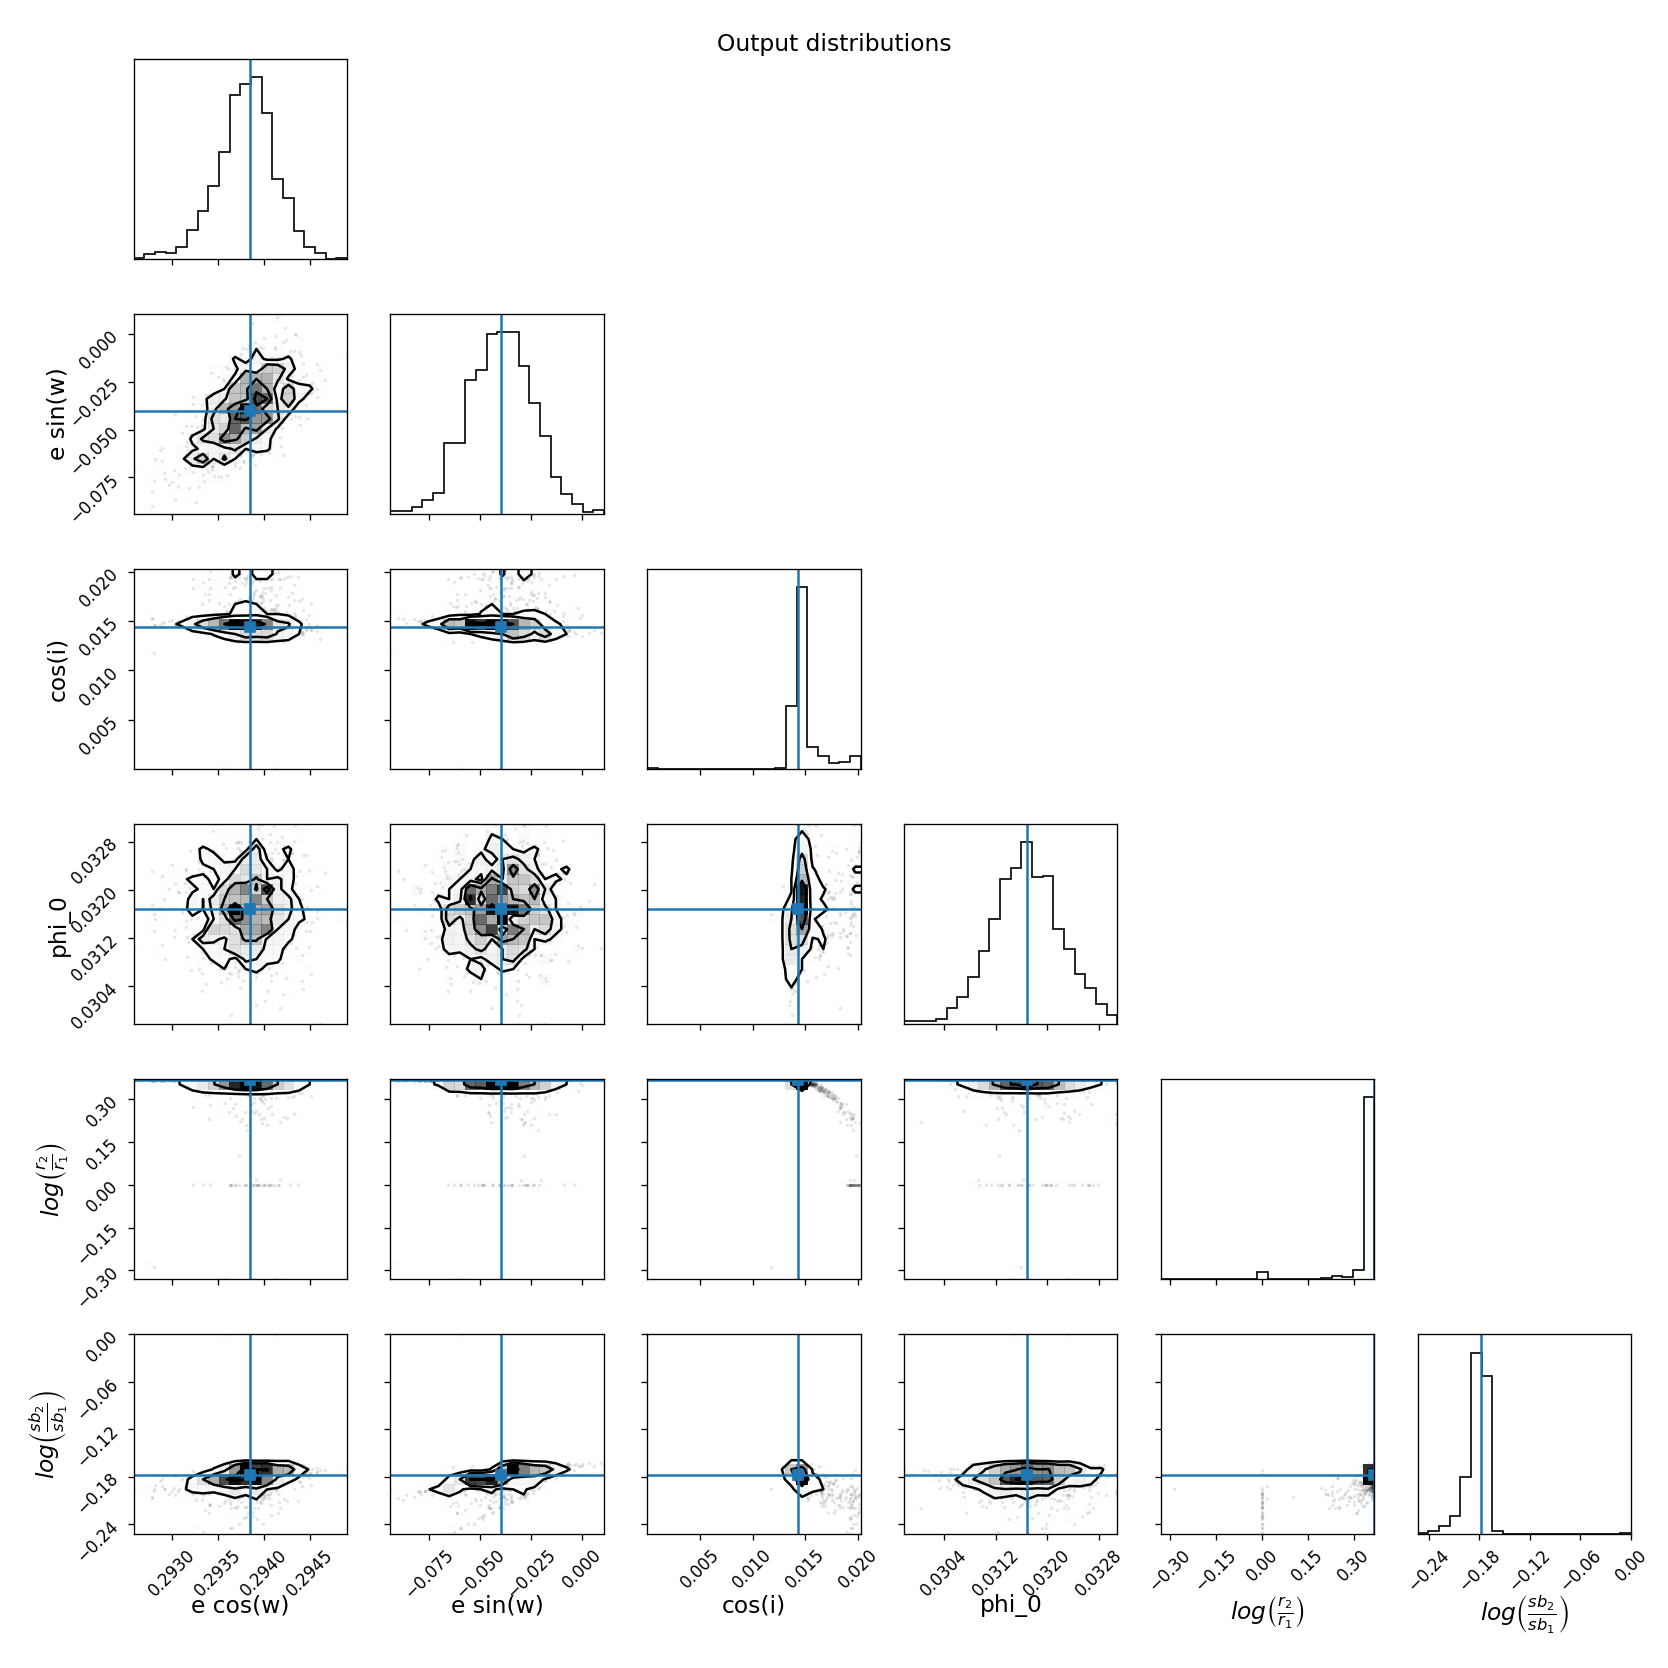 Output distributions
e sin(w)
0.000
−0.025
−0.050
−0.075
cos(i)
0.020
0.015
0.010
0.005
phi_0
0.0328
0.0320
0.0312
0.0304
log(r2/r1)
0.30
0.15
0.00
−0.15
−0.30
log(sb2/sb1)
0.00
−0.06
−0.12
−0.18
−0.24
0.2930 0.2935 0.2940 0.2945 −0.075 −0.050 −0.025 0.000 0.005 0.010 0.015 0.020 0.0304 0.0312 0.0320 0.0328 −0.30 −0.15 0.00 0.15 0.30 −0.24 −0.18 −0.12 −0.06 0.00
e cos(w) e sin(w) cos(i) phi_0 log(r2/r1) log(sb2/sb1)